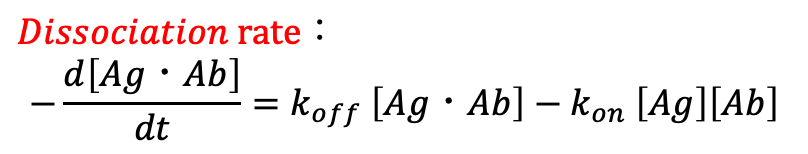 Dissociation rate：
− d[Ag・Ab] / dt = k_off [Ag・Ab] − k_on [Ag][Ab]